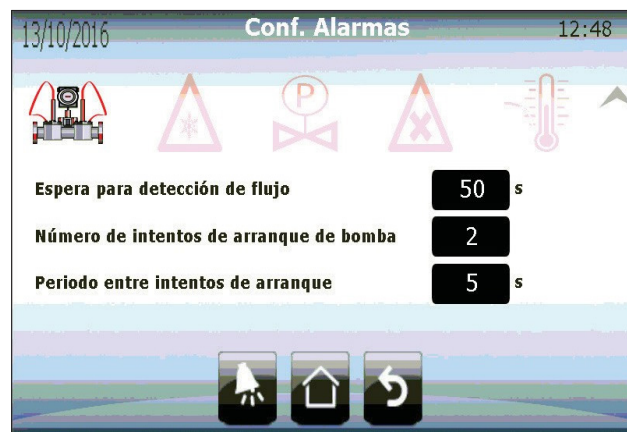 13/10/2016 Conf. Alarmas 12:48
P
Espera para detección de flujo 50 s
Número de intentos de arranque de bomba 2
Periodo entre intentos de arranque 5 s